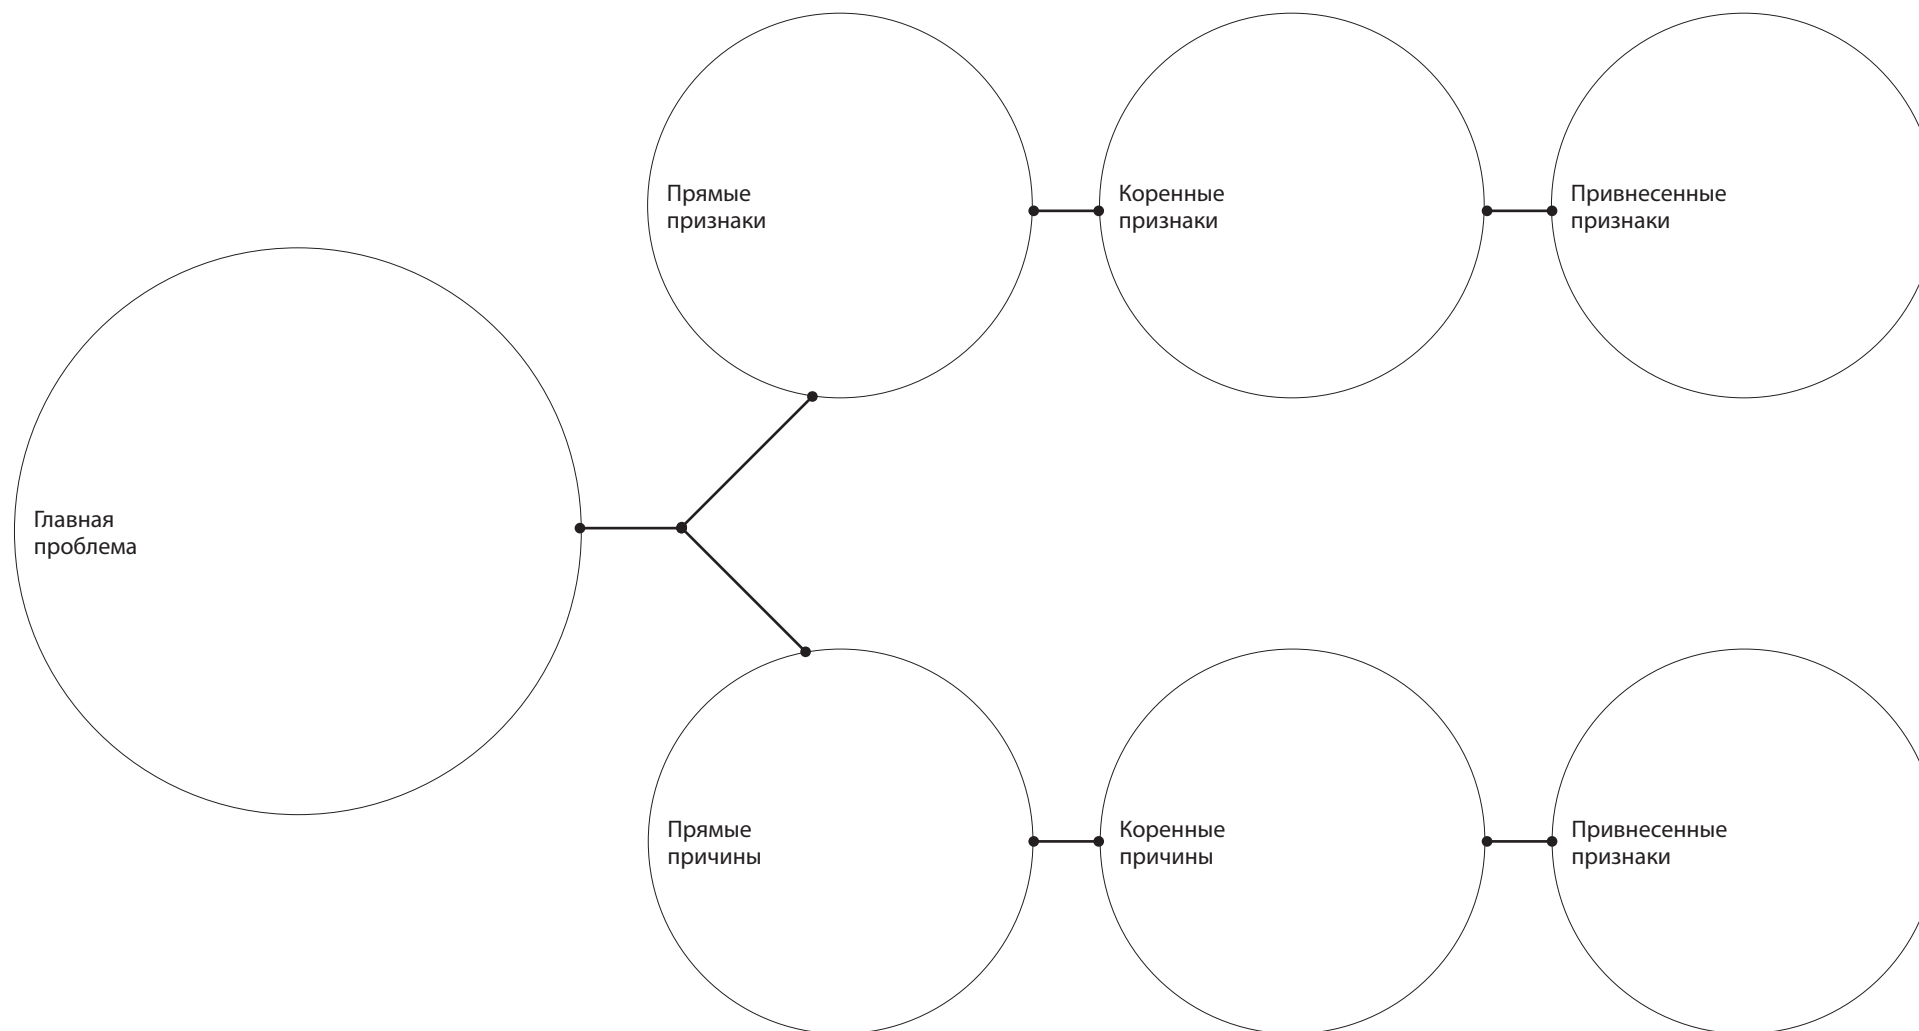 Прямые
признаки
Коренные
признаки
Привнесенные
признаки
Главная
проблема
Прямые
причины
Коренные
причины
Привнесенные
признаки